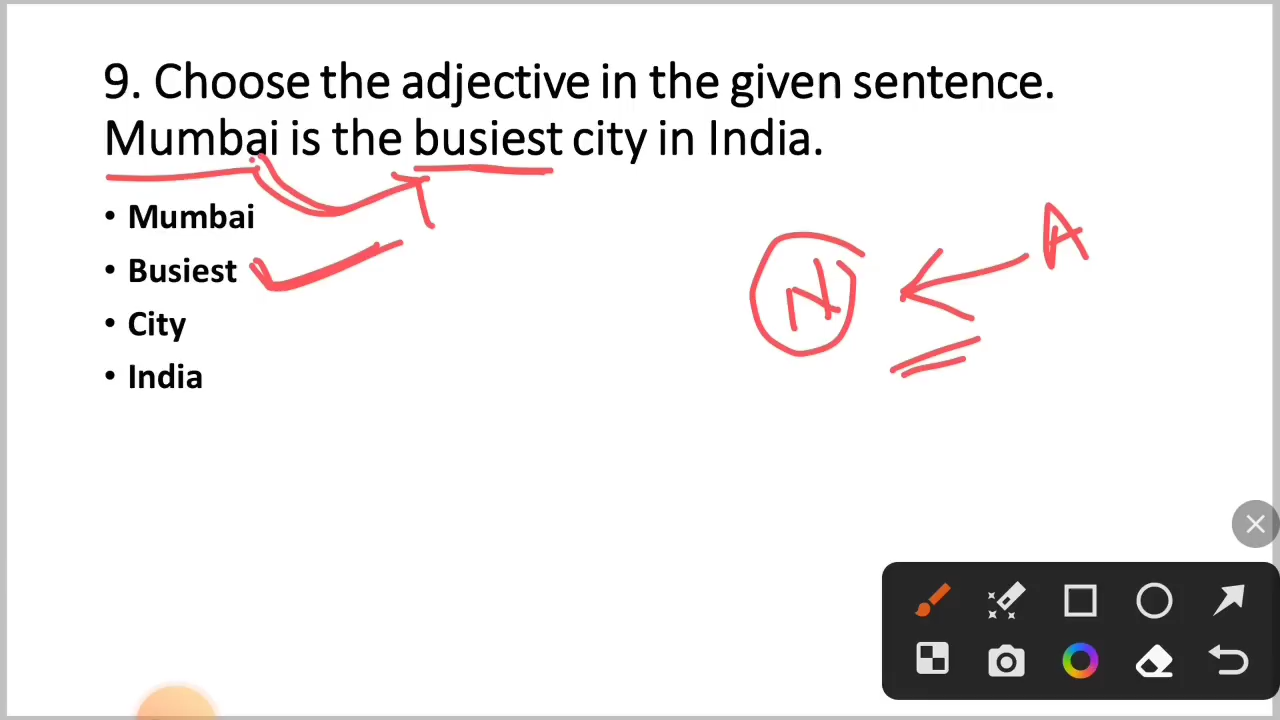 9. Choose the adjective in the given sentence.
Mumbai is the busiest city in India.
• Mumbai
• Busiest
• City
• India
N
A